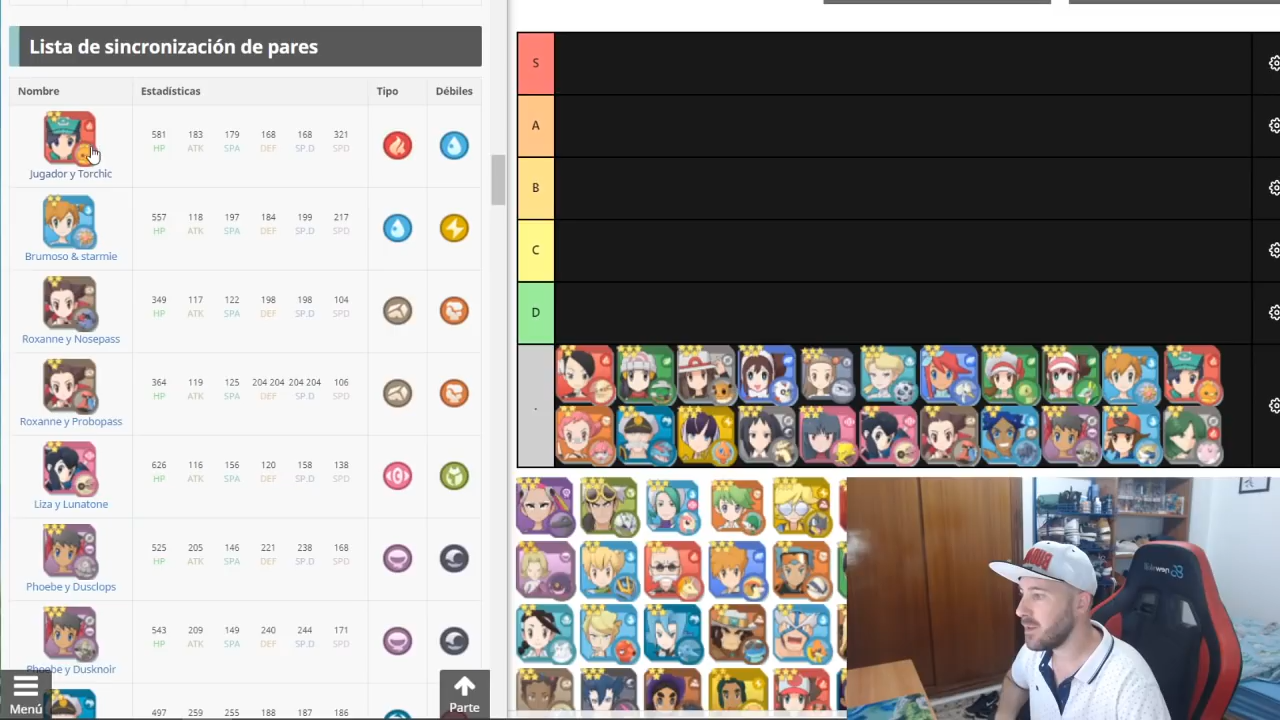 Lista de sincronización de pares
Nombre Estadísticas Tipo Débiles
581 183 179 168 168 321
HP ATK SPA DEF SP.D SPD
Jugador y Torchic
557 118 197 184 199 217
HP ATK SPA DEF SP.D SPD
Brumoso & starmie
349 117 122 198 198 104
HP ATK SPA DEF SP.D SPD
Roxanne y Nosepass
364 119 125 204 204 204 204 106
HP ATK SPA DEF SP.D SPD
Roxanne y Probopass
626 116 156 120 158 138
HP ATK SPA DEF SP.D SPD
Liza y Lunatone
525 205 146 221 238 168
HP ATK SPA DEF SP.D SPD
Phoebe y Dusclops
543 209 149 240 244 171
HP ATK SPA DEF SP.D SPD
Phoebe y Dusknoir
497 259 255 188 187 186
HP ATK SPA DEF SP.D SPD
Menú
Parte
S
A
B
C
D
.